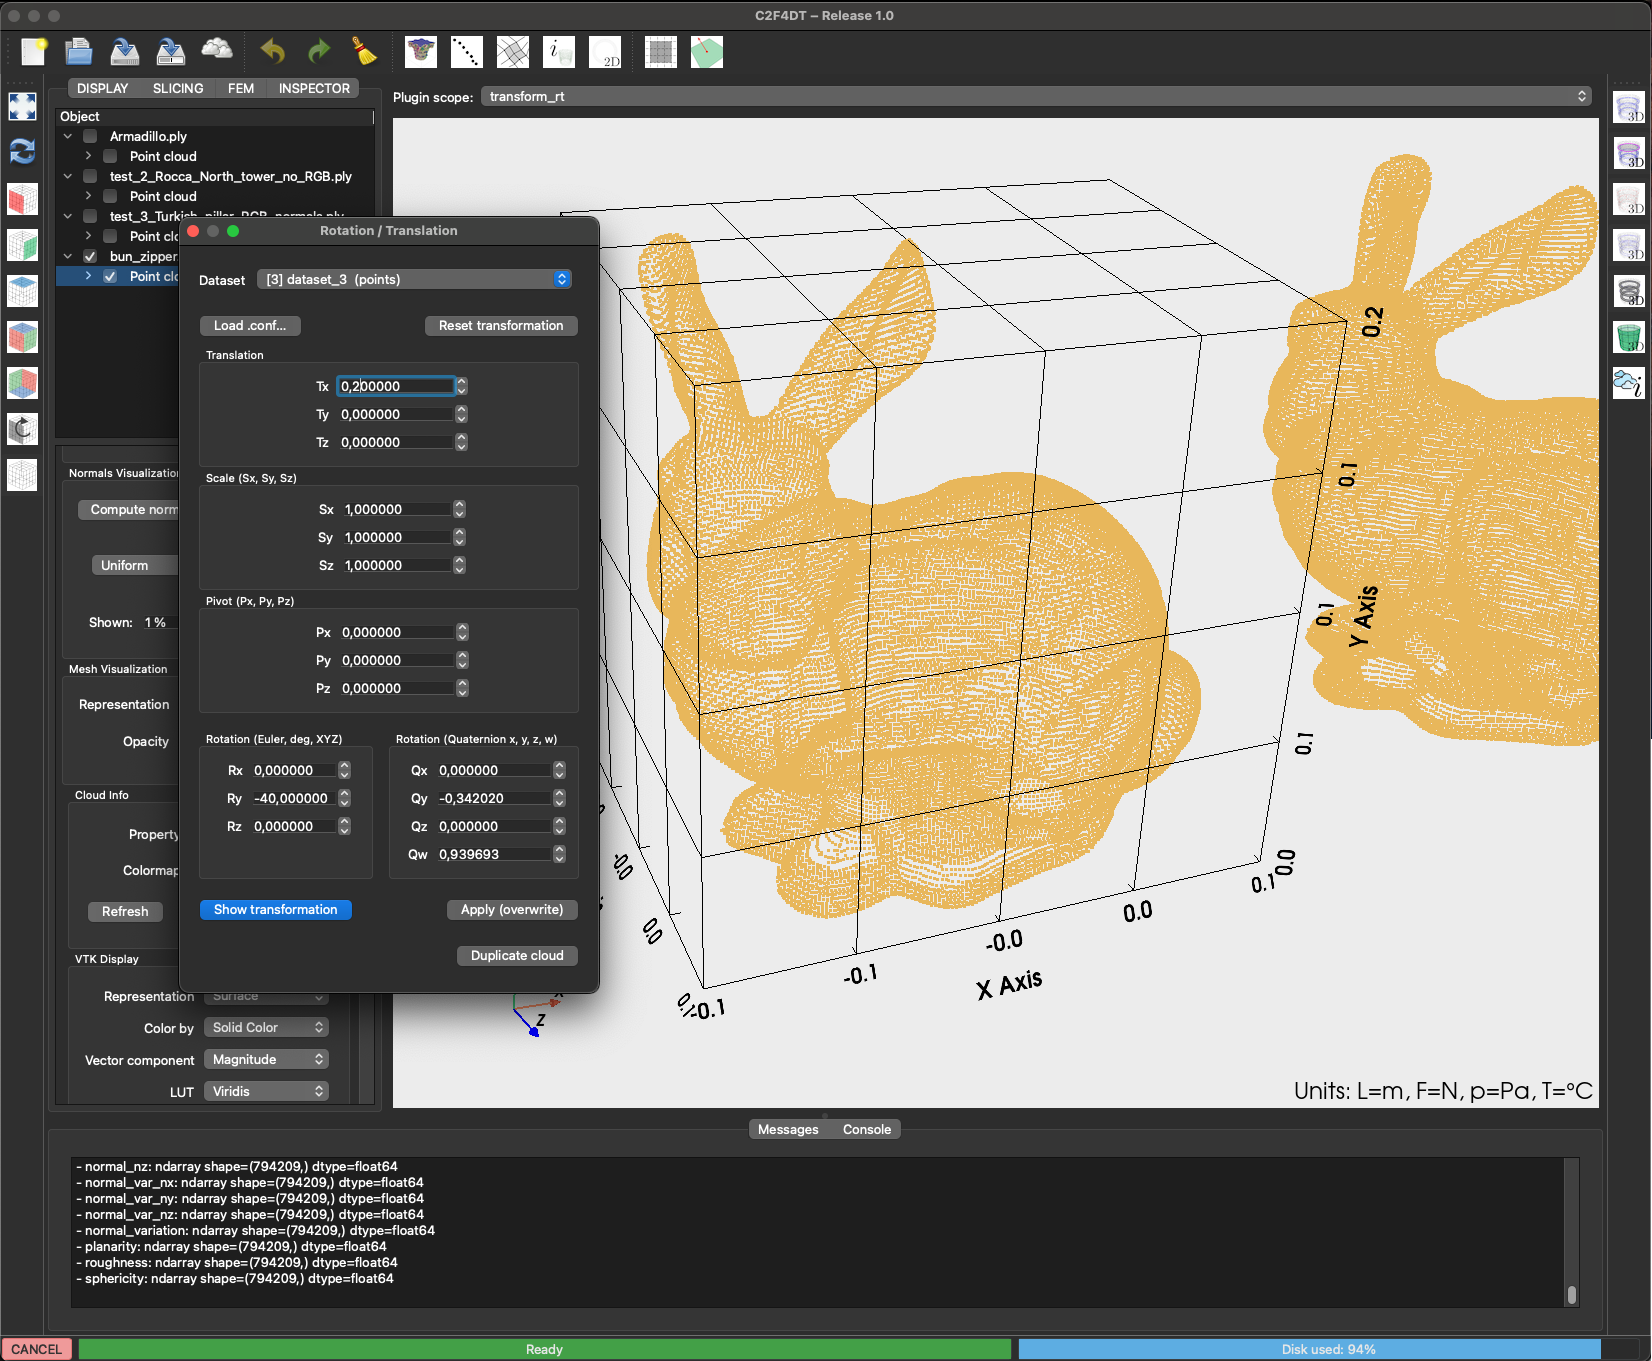 C2F4DT – Release 1.0
i
2D
DISPLAY SLICING FEM INSPECTOR
Plugin scope: transform_rt
Object
Armadillo.ply
Point cloud
test_2_Rocca_North_tower_no_RGB.ply
Point cloud
test_3_Turkish_pillar_RGB_normals.ply
Point clo
bun_zipper
Point clo
Normals Visualization
Compute norm
Uniform
Shown: 1 %
Mesh Visualization
Representation
Opacity
Cloud Info
Property
Colormap
Refresh
VTK Display
Representation Surface
Color by Solid Color
Vector component Magnitude
LUT Viridis
Rotation / Translation
Dataset [3] dataset_3 (points)
Load .conf...
Reset transformation
Translation
Tx 0,200000
Ty 0,000000
Tz 0,000000
Scale (Sx, Sy, Sz)
Sx 1,000000
Sy 1,000000
Sz 1,000000
Pivot (Px, Py, Pz)
Px 0,000000
Py 0,000000
Pz 0,000000
Rotation (Euler, deg, XYZ)
Rx 0,000000
Ry -40,000000
Rz 0,000000
Rotation (Quaternion x, y, z, w)
Qx 0,000000
Qy -0,342020
Qz 0,000000
Qw 0,939693
Show transformation
Apply (overwrite)
Duplicate cloud
0.2
0.1
0.1
Y Axis
0.1
0.0
0.1
0.0
-0.0
-0.1
-0.1
X Axis
-0.0
0.0
0.1
X
Z
Units: L=m, F=N, p=Pa, T=°C
3D
3D
3D
3D
3D
3D
i
Messages Console
- normal_nz: ndarray shape=(794209,) dtype=float64
- normal_var_nx: ndarray shape=(794209,) dtype=float64
- normal_var_ny: ndarray shape=(794209,) dtype=float64
- normal_var_nz: ndarray shape=(794209,) dtype=float64
- normal_variation: ndarray shape=(794209,) dtype=float64
- planarity: ndarray shape=(794209,) dtype=float64
- roughness: ndarray shape=(794209,) dtype=float64
- sphericity: ndarray shape=(794209,) dtype=float64
CANCEL
Ready
Disk used: 94%